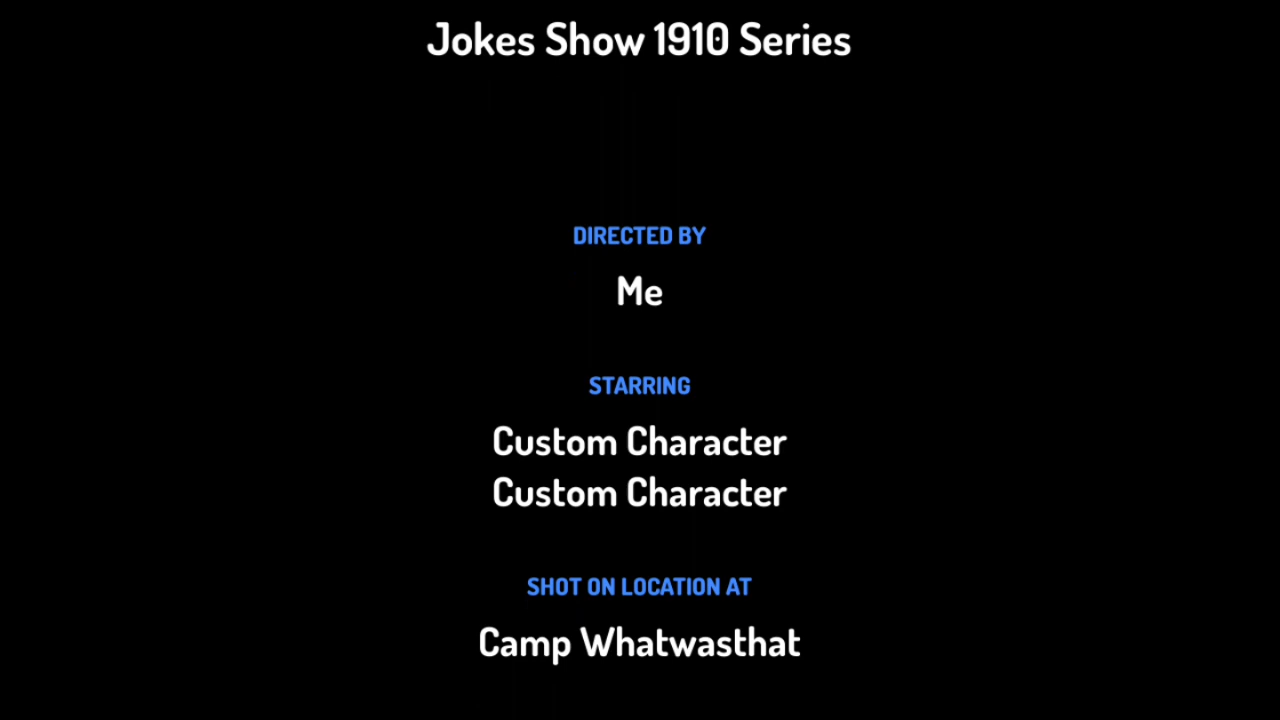 Jokes Show 1910 Series
DIRECTED BY
Me
STARRING
Custom Character
Custom Character
SHOT ON LOCATION AT
Camp Whatwasthat